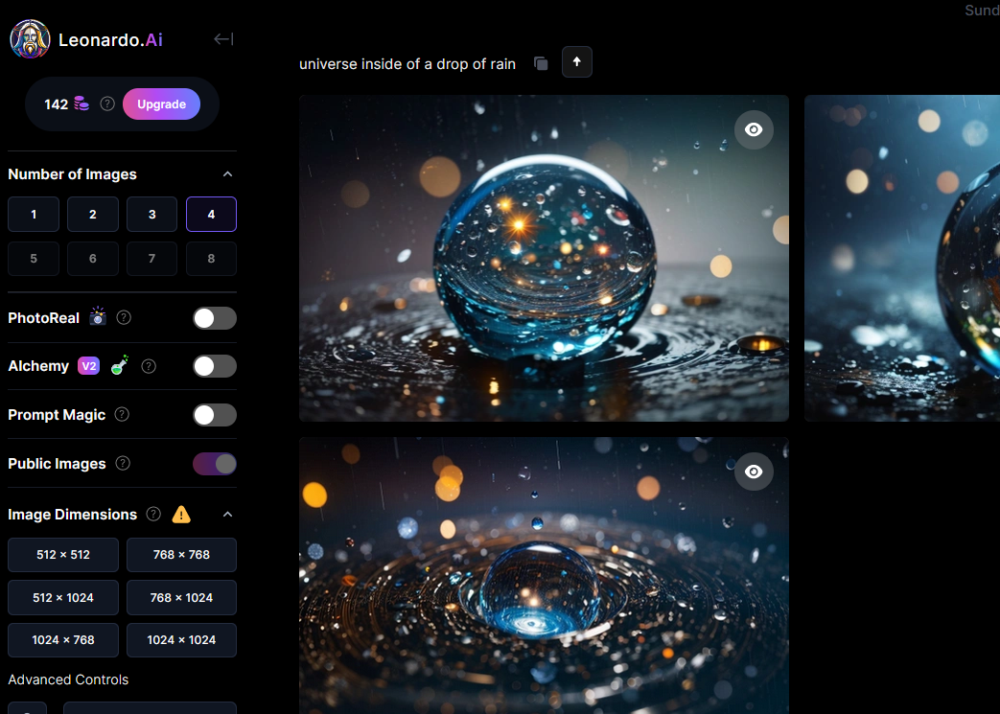 Sund
Leonardo.Ai
universe inside of a drop of rain
142 ? Upgrade
Number of Images
1 2 3 4
5 6 7 8
PhotoReal ?
Alchemy V2 ?
Prompt Magic ?
Public Images ?
Image Dimensions ?
512 × 512 768 × 768
512 × 1024 768 × 1024
1024 × 768 1024 × 1024
Advanced Controls